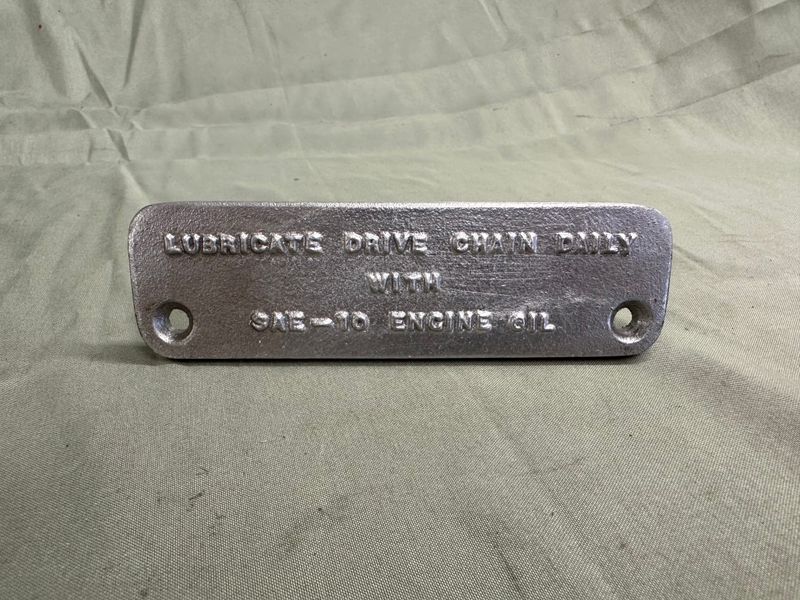 LUBRICATE DRIVE CHAIN DAILY
WITH
SAE-10 ENGINE OIL